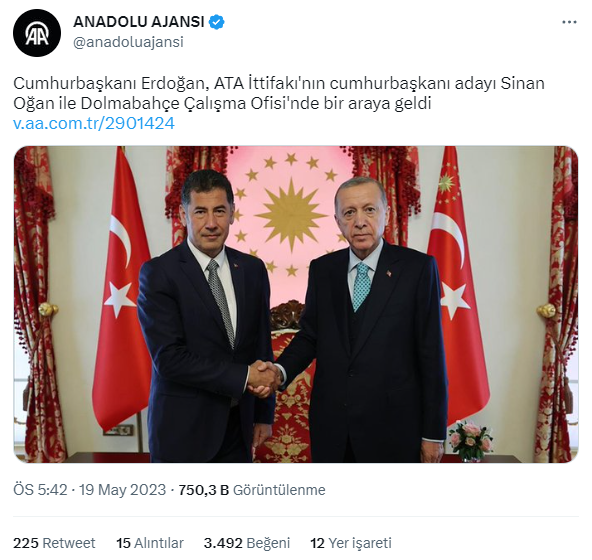 ANADOLU AJANSI
@anadoluajansi
Cumhurbaşkanı Erdoğan, ATA İttifakı'nın cumhurbaşkanı adayı Sinan
Oğan ile Dolmabahçe Çalışma Ofisi'nde bir araya geldi
v.aa.com.tr/2901424
ÖS 5:42 · 19 May 2023 · 750,3 B Görüntülenme
225 Retweet 15 Alıntılar 3.492 Beğeni 12 Yer işareti